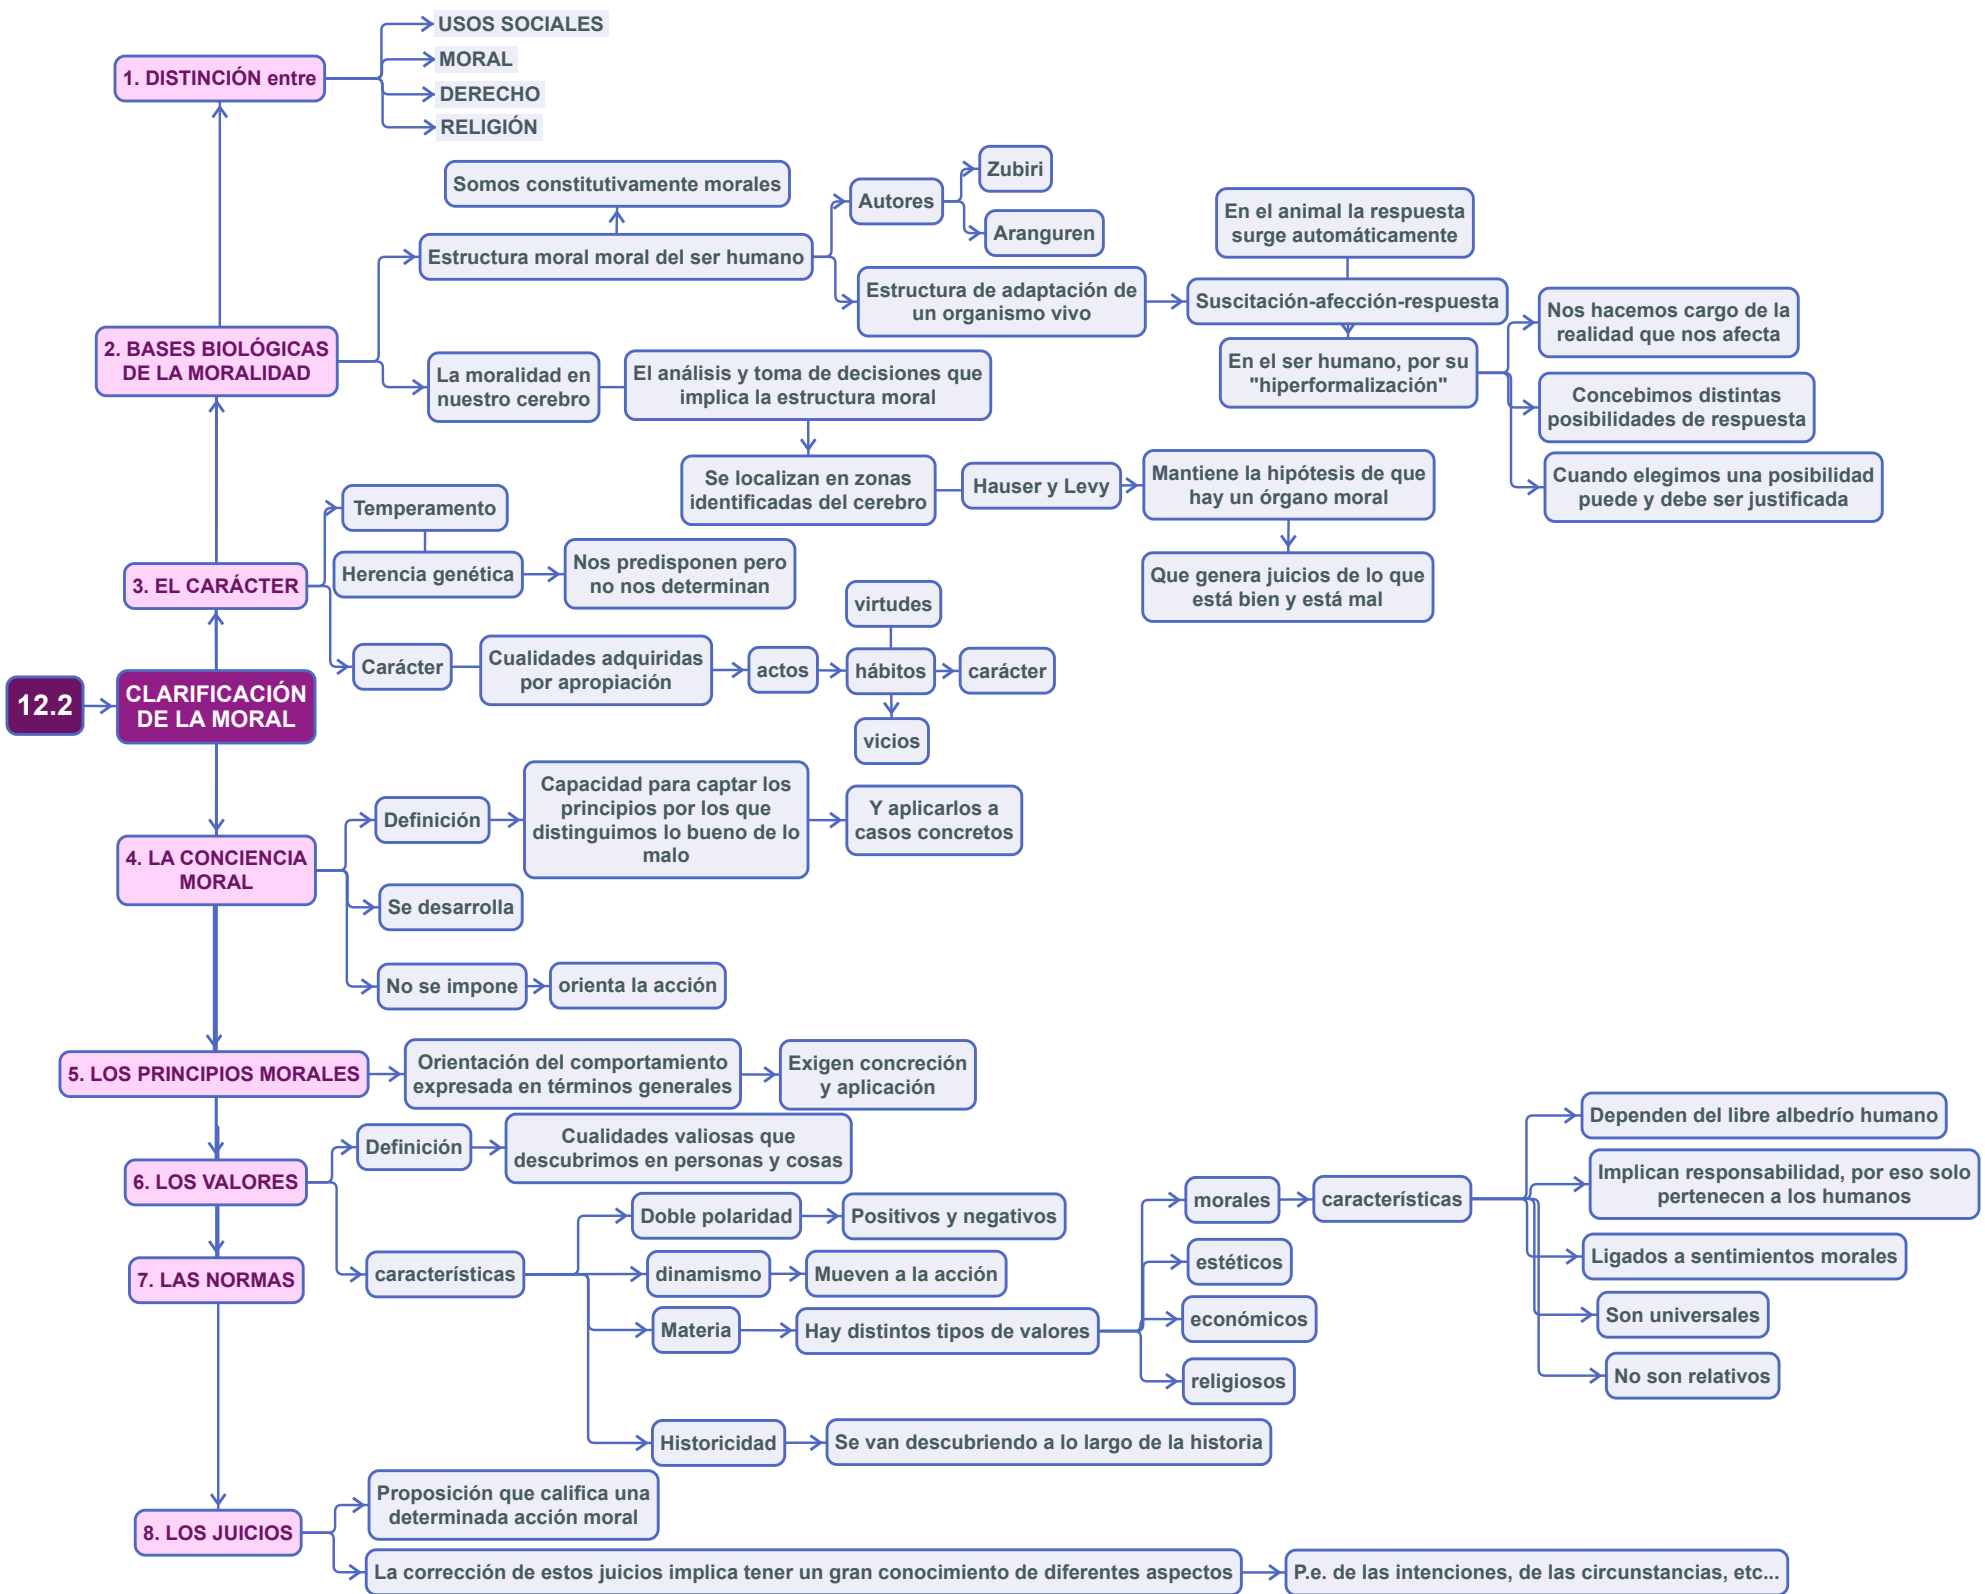 USOS SOCIALES
MORAL
1. DISTINCIÓN entre
DERECHO
RELIGIÓN
Somos constitutivamente morales
Autores
Zubiri
Aranguren
Estructura moral moral del ser humano
Estructura de adaptación de
un organismo vivo
En el animal la respuesta
surge automáticamente
Suscitación-afección-respuesta
En el ser humano, por su
"hiperformalización"
Nos hacemos cargo de la
realidad que nos afecta
Concebimos distintas
posibilidades de respuesta
Cuando elegimos una posibilidad
puede y debe ser justificada
2. BASES BIOLÓGICAS
DE LA MORALIDAD
La moralidad en
nuestro cerebro
El análisis y toma de decisiones que
implica la estructura moral
Se localizan en zonas
identificadas del cerebro
Hauser y Levy
Mantiene la hipótesis de que
hay un órgano moral
Que genera juicios de lo que
está bien y está mal
3. EL CARÁCTER
Temperamento
Herencia genética
Nos predisponen pero
no nos determinan
Carácter
Cualidades adquiridas
por apropiación
actos
virtudes
hábitos
vicios
carácter
12.2
CLARIFICACIÓN
DE LA MORAL
4. LA CONCIENCIA
MORAL
Definición
Capacidad para captar los
principios por los que
distinguimos lo bueno de lo
malo
Y aplicarlos a
casos concretos
Se desarrolla
No se impone
orienta la acción
5. LOS PRINCIPIOS MORALES
Orientación del comportamiento
expresada en términos generales
Exigen concreción
y aplicación
6. LOS VALORES
Definición
Cualidades valiosas que
descubrimos en personas y cosas
características
Doble polaridad
Positivos y negativos
dinamismo
Mueven a la acción
Materia
Hay distintos tipos de valores
morales
características
Dependen del libre albedrío humano
Implican responsabilidad, por eso solo
pertenecen a los humanos
Ligados a sentimientos morales
Son universales
No son relativos
estéticos
económicos
religiosos
Historicidad
Se van descubriendo a lo largo de la historia
7. LAS NORMAS
8. LOS JUICIOS
Proposición que califica una
determinada acción moral
La corrección de estos juicios implica tener un gran conocimiento de diferentes aspectos
P.e. de las intenciones, de las circunstancias, etc...